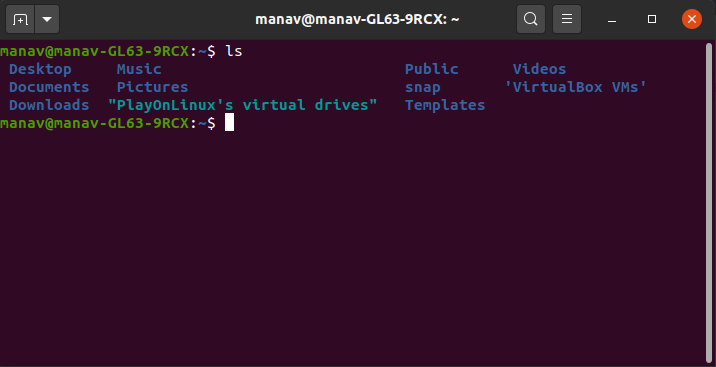 manav@manav-GL63-9RCX: ~
manav@manav-GL63-9RCX:~$ ls
Desktop Music Public Videos
Documents Pictures snap 'VirtualBox VMs'
Downloads "PlayOnLinux's virtual drives" Templates
manav@manav-GL63-9RCX:~$